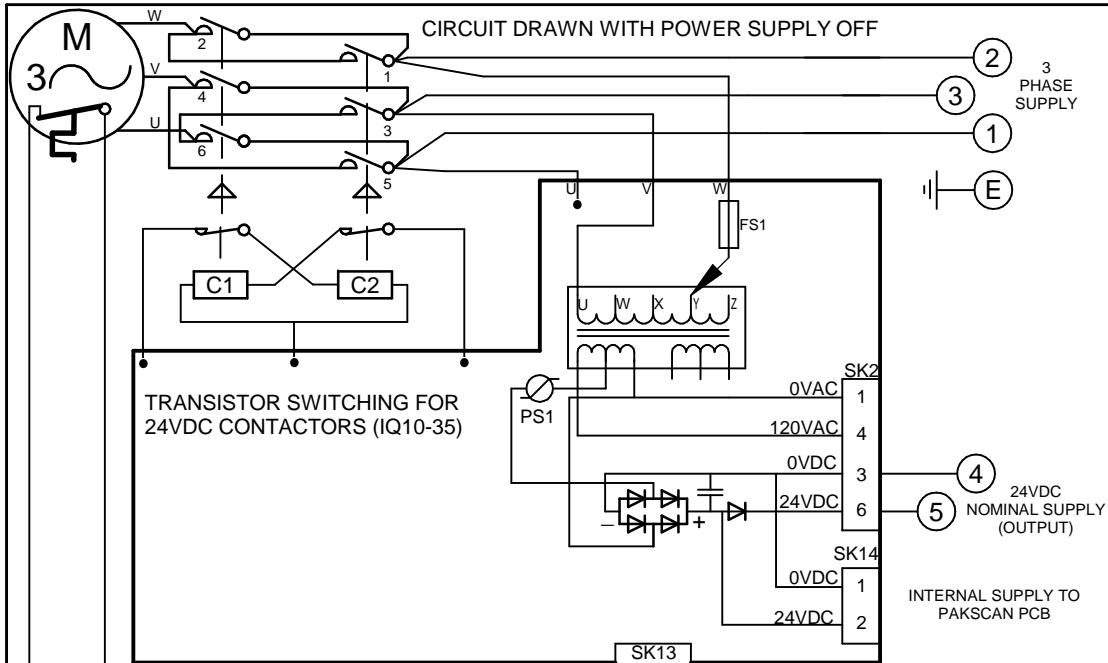 CIRCUIT DRAWN WITH POWER SUPPLY OFF
M
3
W
V
U
2
4
6
1
3
5
2
3
1
E
3
PHASE
SUPPLY
U
V
W
FS1
C1
C2
U
W
X
Y
Z
TRANSISTOR SWITCHING FOR
24VDC CONTACTORS (IQ10-35)
PS1
SK2
0VAC
1
120VAC
4
0VDC
3
24VDC
6
4
5
24VDC
NOMINAL SUPPLY
(OUTPUT)
–
+
SK14
0VDC
1
24VDC
2
INTERNAL SUPPLY TO
PAKSCAN PCB
SK13